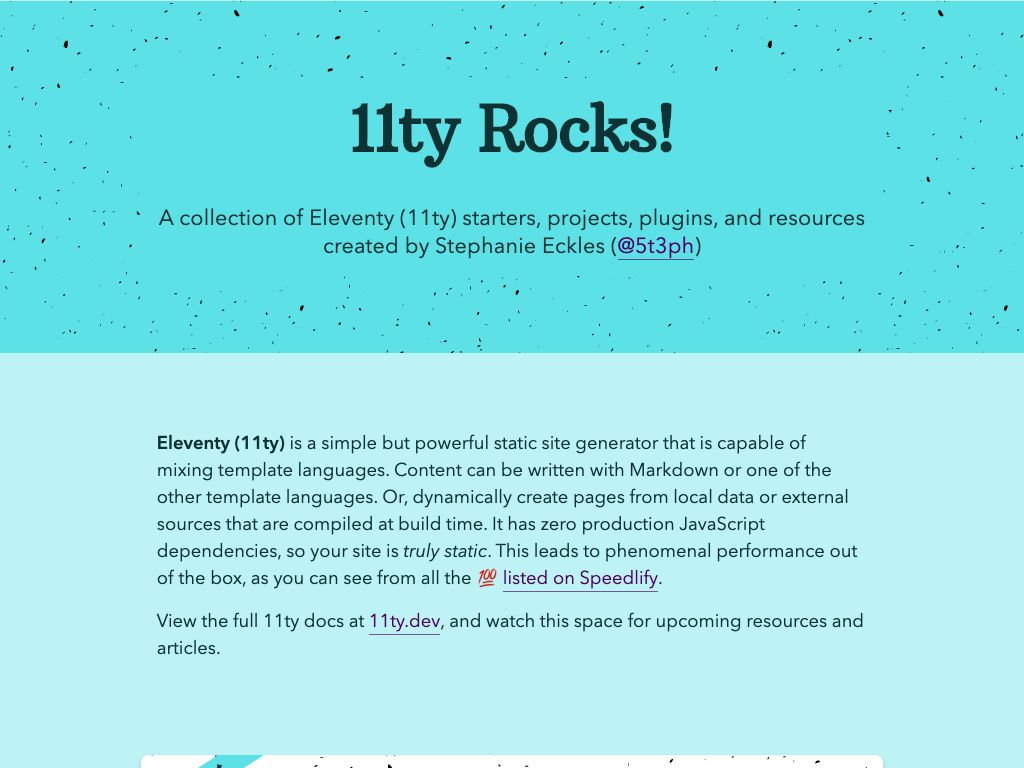 11ty Rocks!
A collection of Eleventy (11ty) starters, projects, plugins, and resources
created by Stephanie Eckles (@5t3ph)
Eleventy (11ty) is a simple but powerful static site generator that is capable of
mixing template languages. Content can be written with Markdown or one of the
other template languages. Or, dynamically create pages from local data or external
sources that are compiled at build time. It has zero production JavaScript
dependencies, so your site is truly static. This leads to phenomenal performance out
of the box, as you can see from all the 💯 listed on Speedlify.
View the full 11ty docs at 11ty.dev, and watch this space for upcoming resources and
articles.